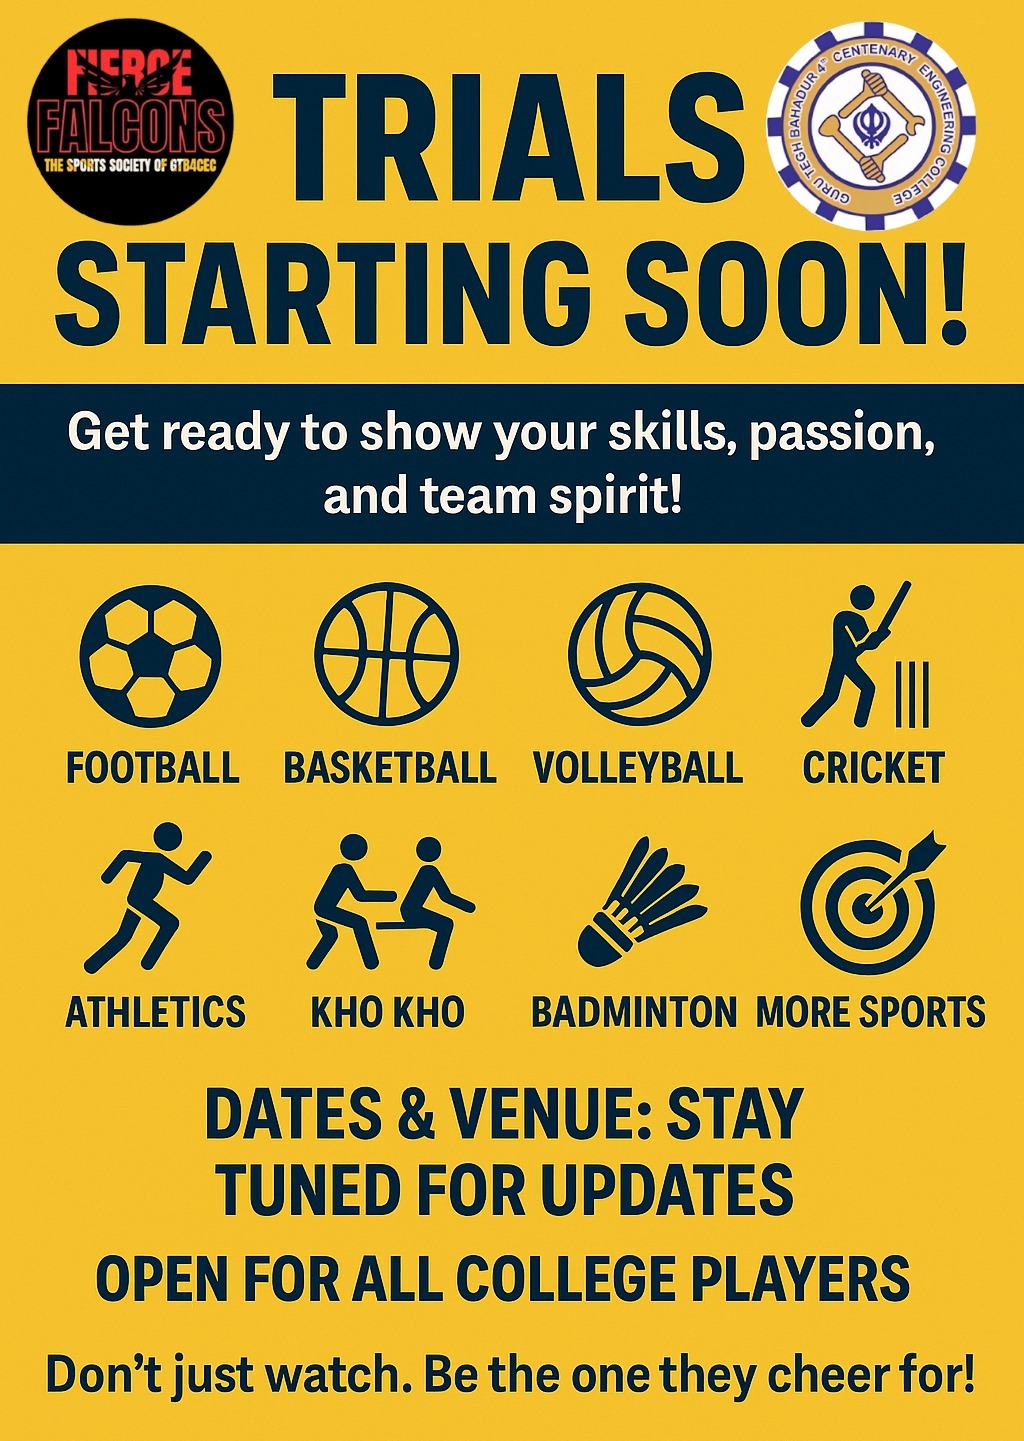 FIERCE
FALCONS
THE SPORTS SOCIETY OF GTB4CEC
TRIALS
GURU TEGH BAHADUR 4th CENTENARY ENGINEERING COLLEGE
STARTING SOON!
Get ready to show your skills, passion,
and team spirit!
FOOTBALL
BASKETBALL
VOLLEYBALL
CRICKET
ATHLETICS
KHO KHO
BADMINTON
MORE SPORTS
DATES & VENUE: STAY
TUNED FOR UPDATES
OPEN FOR ALL COLLEGE PLAYERS
Don't just watch. Be the one they cheer for!